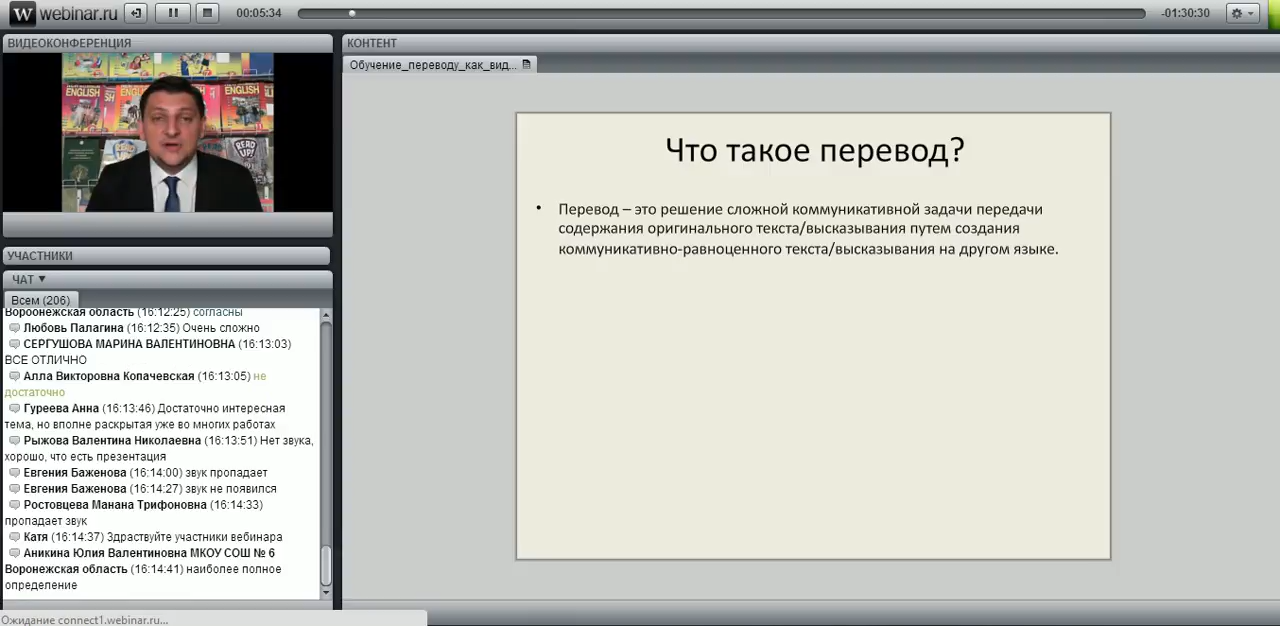 W webinar.ru
00:05:34
-01:30:30
ВИДЕОКОНФЕРЕНЦИЯ
ENGLISH
ENGLISH
READ
UP!
УЧАСТНИКИ
ЧАТ ▼
Всем (206)
Воронежская область (16:12:25) согласны
Любовь Палагина (16:12:35) Очень сложно
СЕРГУШОВА МАРИНА ВАЛЕНТИНОВНА (16:13:03)
ВСЕ ОТЛИЧНО
Алла Викторовна Копачевская (16:13:05) не
достаточно
Гуреева Анна (16:13:46) Достаточно интересная
тема, но вполне раскрытая уже во многих работах
Рыжова Валентина Николаевна (16:13:51) Нет звука,
хорошо, что есть презентация
Евгения Баженова (16:14:00) звук пропадает
Евгения Баженова (16:14:27) звук не появился
Ростовцева Манана Трифоновна (16:14:33)
пропадает звук
Катя (16:14:37) Здраствуйте участники вебинара
Аникина Юлия Валентиновна МКОУ СОШ № 6
Воронежская область (16:14:41) наиболее полное
определение
Ожидание connect1.webinar.ru...
КОНТЕНТ
Обучение_переводу_как_вид...
Что такое перевод?
• Перевод – это решение сложной коммуникативной задачи передачи
содержания оригинального текста/высказывания путем создания
коммуникативно-равноценного текста/высказывания на другом языке.